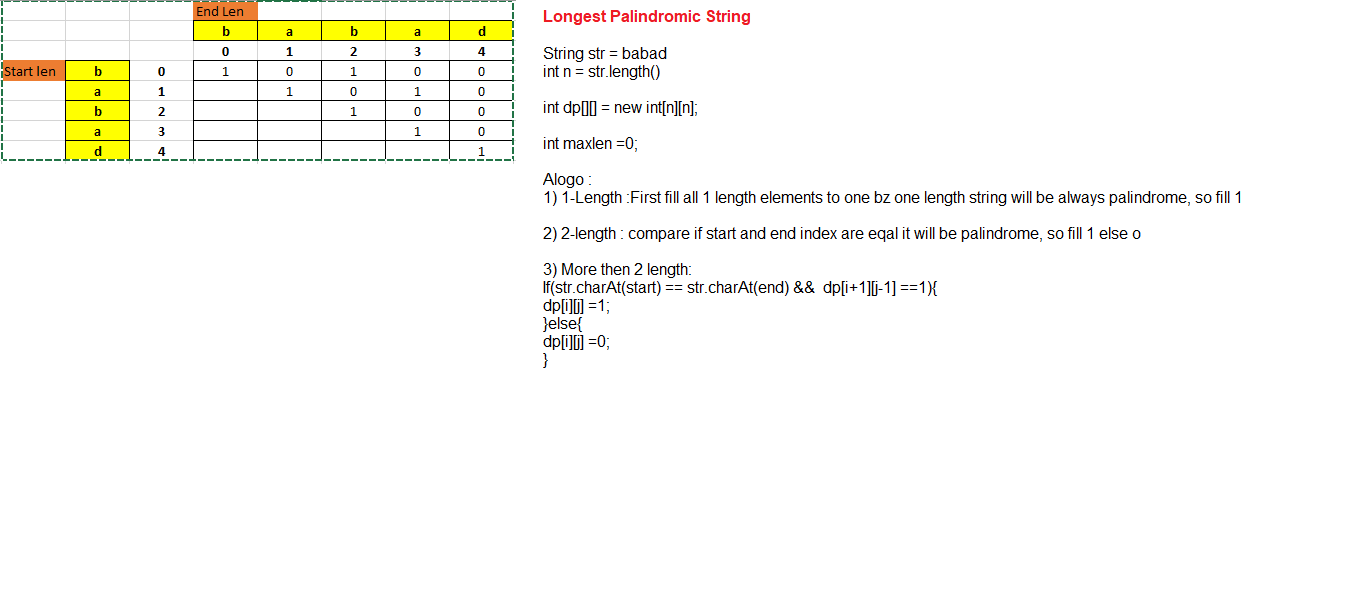 End Len
b a b a d
0 1 2 3 4
Start len b 0 1 0 1 0 0
a 1 1 0 1 0
b 2 1 0 0
a 3 1 0
d 4 1
Longest Palindromic String
String str = babad
int n = str.length()
int dp[][] = new int[n][n];
int maxlen =0;
Alogo :
1) 1-Length :First fill all 1 length elements to one bz one length string will be always palindrome, so fill 1
2) 2-length : compare if start and end index are eqal it will be palindrome, so fill 1 else o
3) More then 2 length:
If(str.charAt(start) == str.charAt(end) && dp[i+1][j-1] ==1){
dp[i][j] =1;
}else{
dp[i][j] =0;
}